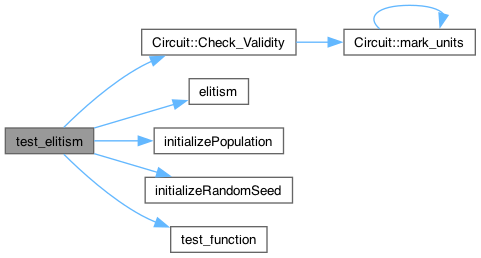 test_elitism
Circuit::Check_Validity
Circuit::mark_units
elitism
initializePopulation
initializeRandomSeed
test_function